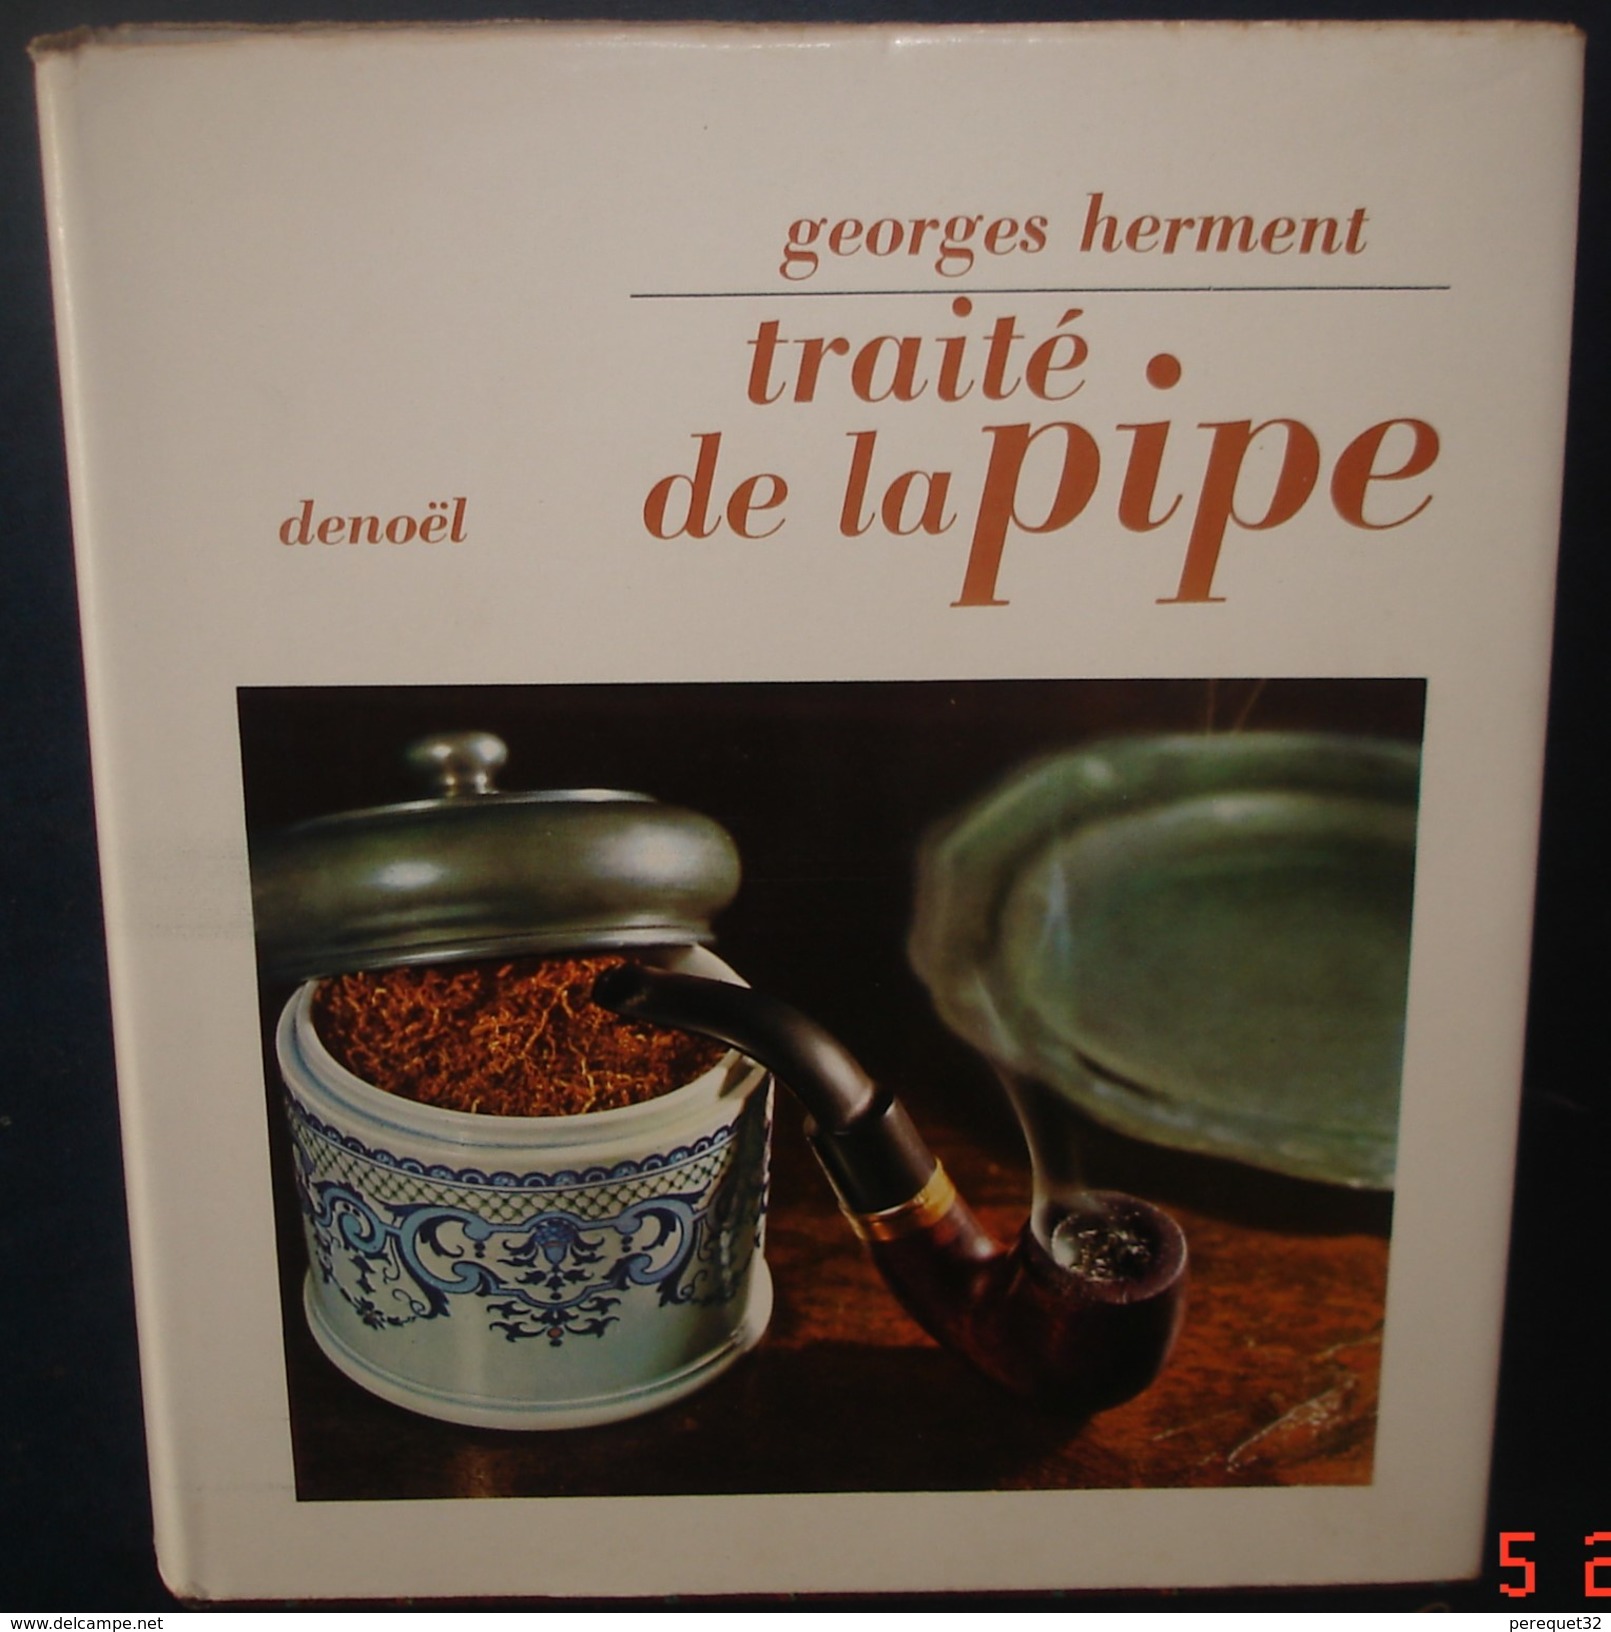 georges herment
traité
de la pipe
denoël
5 2
www.delcampe.net
perequet32